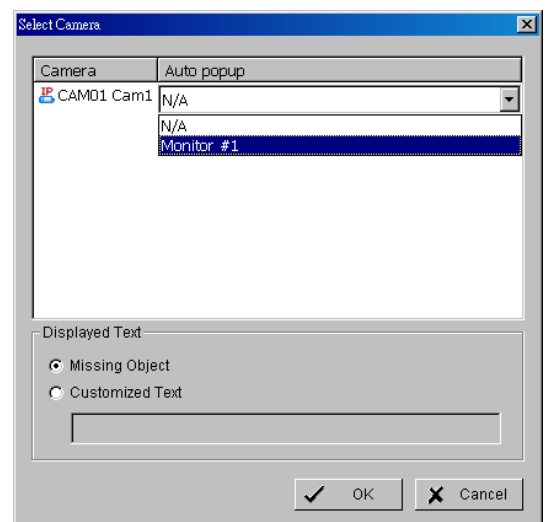 Select Camera
Camera Auto popup
IP CAM01 Cam1 N/A
N/A
Monitor #1
Displayed Text
Missing Object
Customized Text
OK Cancel